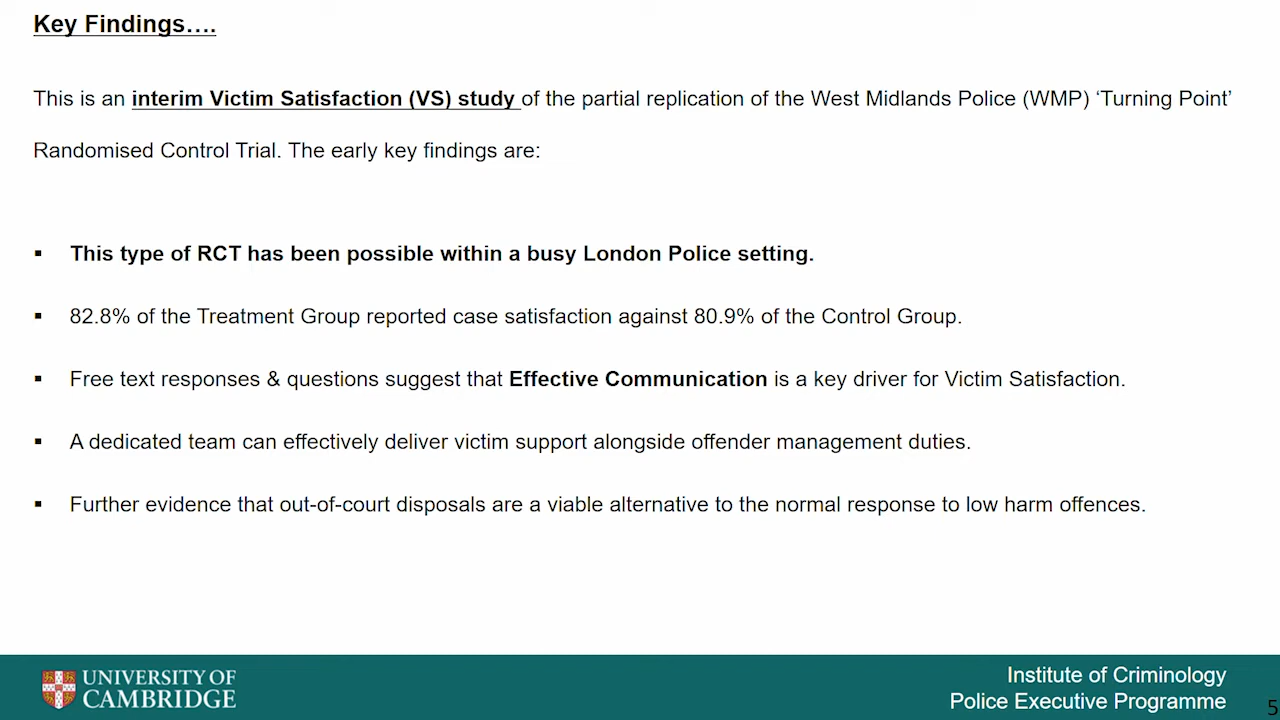 Key Findings….
This is an interim Victim Satisfaction (VS) study of the partial replication of the West Midlands Police (WMP) ‘Turning Point’
Randomised Control Trial. The early key findings are:
▪ This type of RCT has been possible within a busy London Police setting.
▪ 82.8% of the Treatment Group reported case satisfaction against 80.9% of the Control Group.
▪ Free text responses & questions suggest that Effective Communication is a key driver for Victim Satisfaction.
▪ A dedicated team can effectively deliver victim support alongside offender management duties.
▪ Further evidence that out-of-court disposals are a viable alternative to the normal response to low harm offences.
UNIVERSITY OF
CAMBRIDGE
Institute of Criminology
Police Executive Programme
5